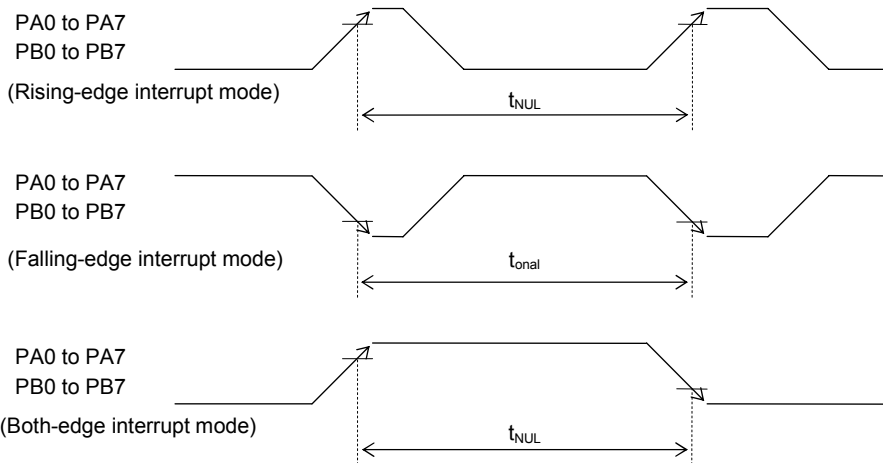 PA0 to PA7
PB0 to PB7
(Rising-edge interrupt mode)
tNUL
PA0 to PA7
PB0 to PB7
(Falling-edge interrupt mode)
tonal
PA0 to PA7
PB0 to PB7
(Both-edge interrupt mode)
tNUL